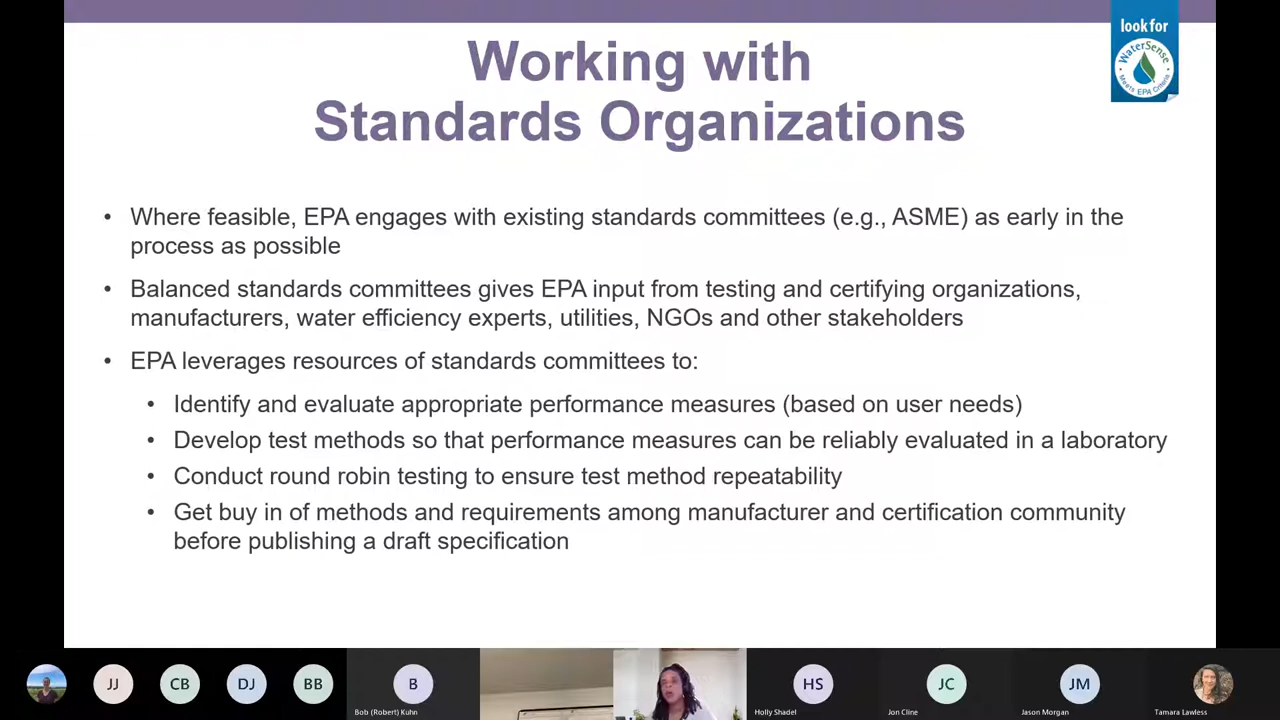 look for
WaterSense
Meets EPA Criteria
Working with
Standards Organizations
• Where feasible, EPA engages with existing standards committees (e.g., ASME) as early in the
process as possible
• Balanced standards committees gives EPA input from testing and certifying organizations,
manufacturers, water efficiency experts, utilities, NGOs and other stakeholders
• EPA leverages resources of standards committees to:
• Identify and evaluate appropriate performance measures (based on user needs)
• Develop test methods so that performance measures can be reliably evaluated in a laboratory
• Conduct round robin testing to ensure test method repeatability
• Get buy in of methods and requirements among manufacturer and certification community
before publishing a draft specification
JJ
CB
DJ
BB
B
Bob (Robert) Kuhn
HS
Holly Shadel
JC
Jon Cline
JM
Jason Morgan
Tamara Lawless